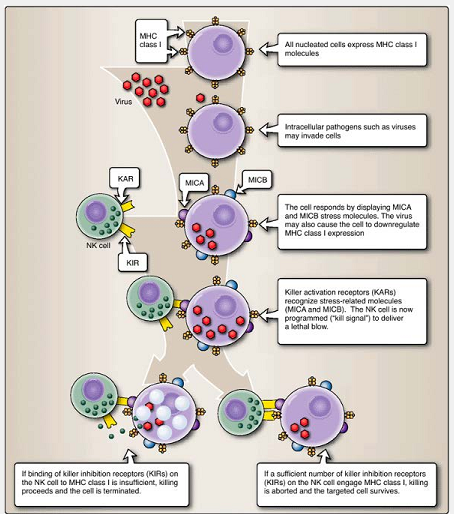 MHC
class I
All nucleated cells express MHC class I
molecules
Virus
Intracellular pathogens such as viruses
may invade cells
KAR
MICA
MICB
The cell responds by displaying MICA
and MICB stress molecules. The virus
may also cause the cell to downregulate
MHC class I expression
NK cell
KIR
Killer activation receptors (KARs)
recognize stress-related molecules
(MICA and MICB). The NK cell is now
programmed ("kill signal") to deliver
a lethal blow.
If binding of killer inhibition receptors (KIRs) on
the NK cell to MHC class I is insufficient, killing
proceeds and the cell is terminated.
If a sufficient number of killer inhibition receptors
(KIRs) on the NK cell engage MHC class I, killing
is aborted and the targeted cell survives.